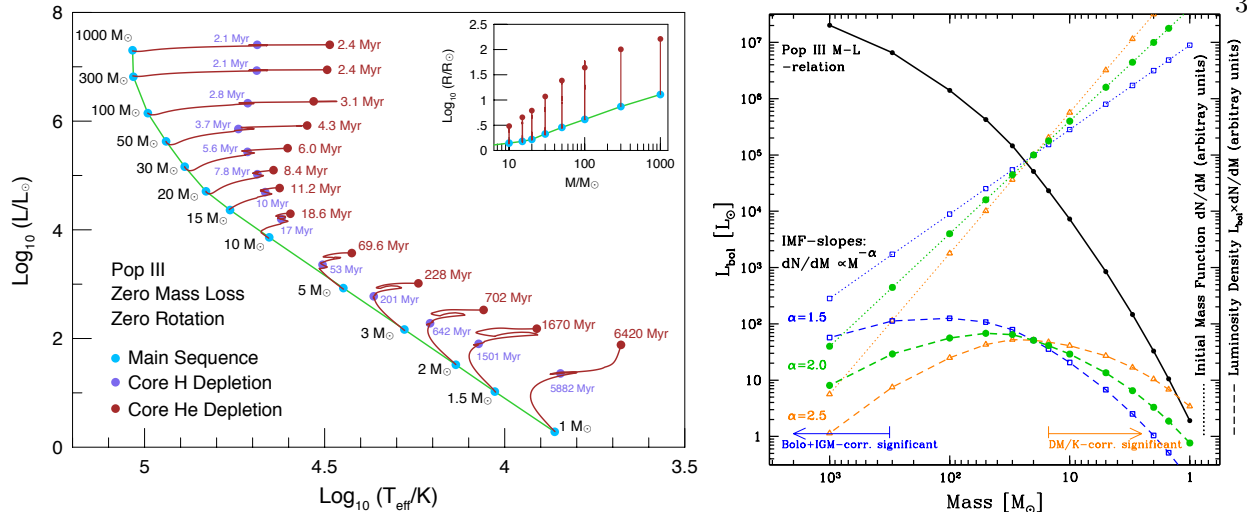 3
8
6
4
2
0
5
4.5
4
3.5
Log10 (L/L⊙)
Log10 (Teff/K)
1000 M⊙
300 M⊙
100 M⊙
50 M⊙
30 M⊙
20 M⊙
15 M⊙
10 M⊙
5 M⊙
3 M⊙
2 M⊙
1.5 M⊙
1 M⊙
2.1 Myr
2.4 Myr
2.1 Myr
2.4 Myr
2.8 Myr
3.1 Myr
3.7 Myr
4.3 Myr
5.6 Myr
6.0 Myr
7.8 Myr
8.4 Myr
10 Myr
11.2 Myr
17 Myr
18.6 Myr
53 Myr
69.6 Myr
201 Myr
228 Myr
642 Myr
702 Myr
1501 Myr
1670 Myr
5882 Myr
6420 Myr
Pop III
Zero Mass Loss
Zero Rotation
Main Sequence
Core H Depletion
Core He Depletion
2.5
2.0
1.5
1
.5
0
10
100
1000
Log10 (R/R⊙)
M/M⊙
10⁷
10⁶
10⁵
10⁴
10³
10²
10
1
10³
10²
10
1
Lbol [L⊙]
Mass [M⊙]
Pop III M-L
-relation
IMF-slopes:
dN/dM ∝M-α
α=1.5
α=2.0
α=2.5
Bolo+IGM-corr. significant
DM/K-corr. significant
Initial Mass Function dN/dM (arbitray units)
Luminosity Density Lbol×dN/dM (arbitray units)